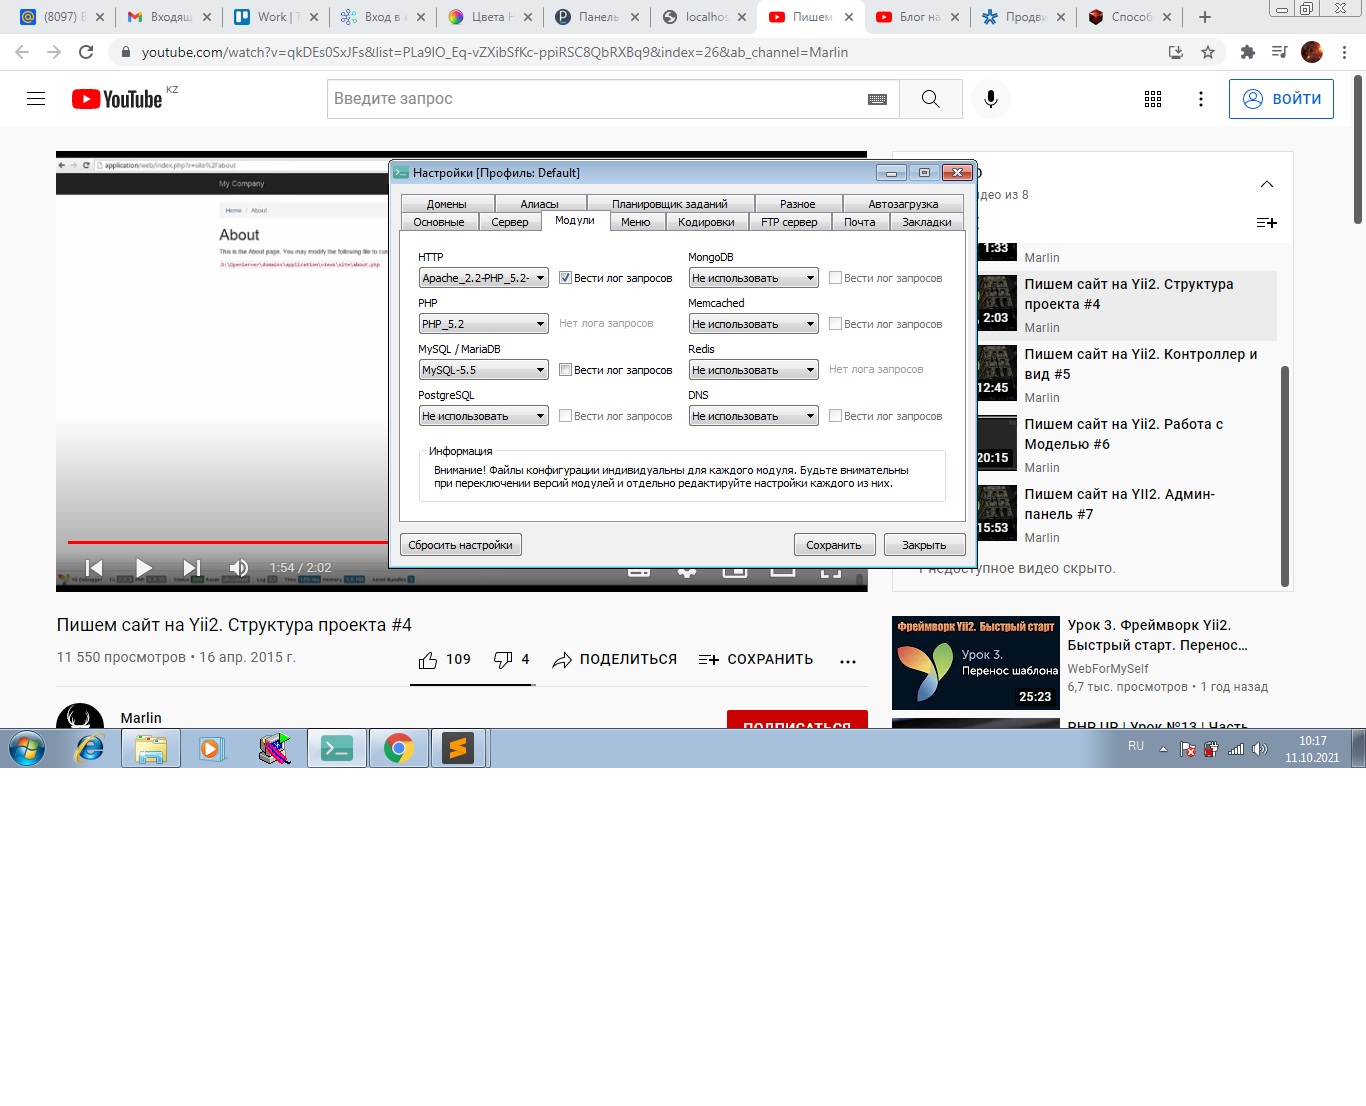 (8097) В
Входящ
Work | T
Вход в к
Цвета H
Панель
localhos
Пишем
Блог на
Продви
Способ
youtube.com/watch?v=qkDEs0SxJFs&list=PLa9IO_Eq-vZXibSfKc-ppiRSC8QbRXBq9&index=26&ab_channel=Marlin
YouTube KZ
Введите запрос
ВОЙТИ
application/web/index.php?r=site%2Fabout
My Company
Home / About
About
This is the About page. You may modify the following file to cus
D:\OpenServer\domains\application\views\site\about.php
Настройки [Профиль: Default]
Домены Алиасы Планировщик заданий Разное Автозагрузка
Основные Сервер Модули Меню Кодировки FTP сервер Почта Закладки
HTTP
Apache_2.2-PHP_5.2- Вести лог запросов
PHP
PHP_5.2 Нет лога запросов
MySQL / MariaDB
MySQL-5.5 Вести лог запросов
PostgreSQL
Не использовать Вести лог запросов
MongoDB
Не использовать Вести лог запросов
Memcached
Не использовать Вести лог запросов
Redis
Не использовать Нет лога запросов
DNS
Не использовать Вести лог запросов
Информация
Внимание! Файлы конфигурации индивидуальны для каждого модуля. Будьте внимательны
при переключении версий модулей и отдельно редактируйте настройки каждого из них.
Сбросить настройки Сохранить Закрыть
1:54 / 2:02
део из 8
1:33
Marlin
2:03
Пишем сайт на Yii2. Структура
проекта #4
Marlin
12:45
Пишем сайт на Yii2. Контроллер и
вид #5
Marlin
20:15
Пишем сайт на Yii2. Работа с
Моделью #6
Marlin
15:53
Пишем сайт на YII2. Админ-
панель #7
Marlin
недоступное видео скрыто.
Пишем сайт на Yii2. Структура проекта #4
11 550 просмотров • 16 апр. 2015 г.
109 4 ПОДЕЛИТЬСЯ СОХРАНИТЬ
Marlin
ПОДПИСАТЬСЯ
Фреймворк Yii2. Быстрый старт
Урок 3.
Перенос шаблона
25:23
Урок 3. Фреймворк Yii2.
Быстрый старт. Перенос...
WebForMySelf
6,7 тыс. просмотров • 1 год назад
PHP UP | Урок №13 | Часть
RU
10:17
11.10.2021